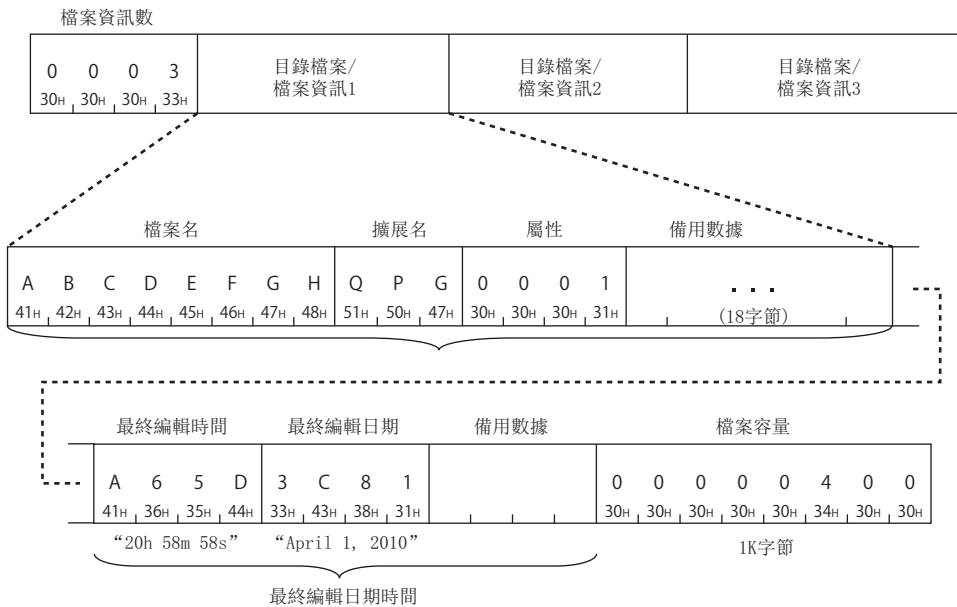 檔案資訊數
0 0 0 3
30H 30H 30H 33H
目錄檔案/
檔案資訊1
目錄檔案/
檔案資訊2
目錄檔案/
檔案資訊3
檔案名 擴展名 屬性 備用數據
A B C D E F G H Q P G 0 0 0 1 ...
41H 42H 43H 44H 45H 46H 47H 48H 51H 50H 47H 30H 30H 30H 31H (18字節)
最終編輯時間 最終編輯日期 備用數據 檔案容量
A 6 5 D 3 C 8 1 0 0 0 0 0 4 0 0
41H 36H 35H 44H 33H 43H 38H 31H 30H 30H 30H 30H 30H 34H 30H 30H
“20h 58m 58s” “April 1, 2010” 1K字節
最終編輯日期時間